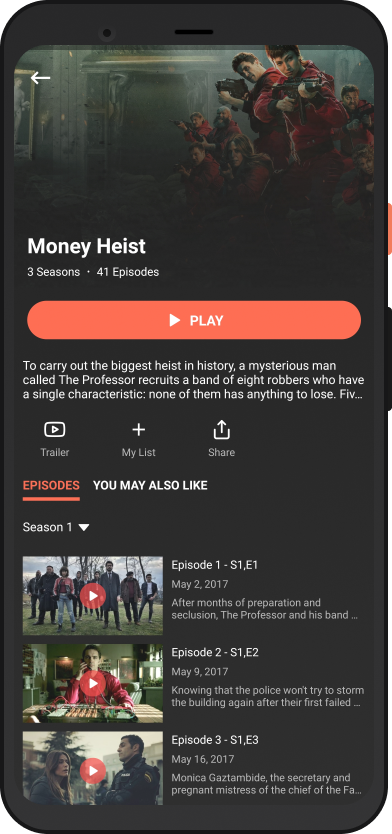 Money Heist
3 Seasons · 41 Episodes
PLAY
To carry out the biggest heist in history, a mysterious man
called The Professor recruits a band of eight robbers who have
a single characteristic: none of them has anything to lose. Fiv...
Trailer
My List
Share
EPISODES
YOU MAY ALSO LIKE
Season 1
Episode 1 - S1,E1
May 2, 2017
After months of preparation and
seclusion, The Professor and his band ...
Episode 2 - S1,E2
May 9, 2017
Knowing that the police won't try to storm
the building again after their first failed ...
Episode 3 - S1,E3
May 16, 2017
Monica Gaztambide, the secretary and
pregnant mistress of the chief of the Fa...